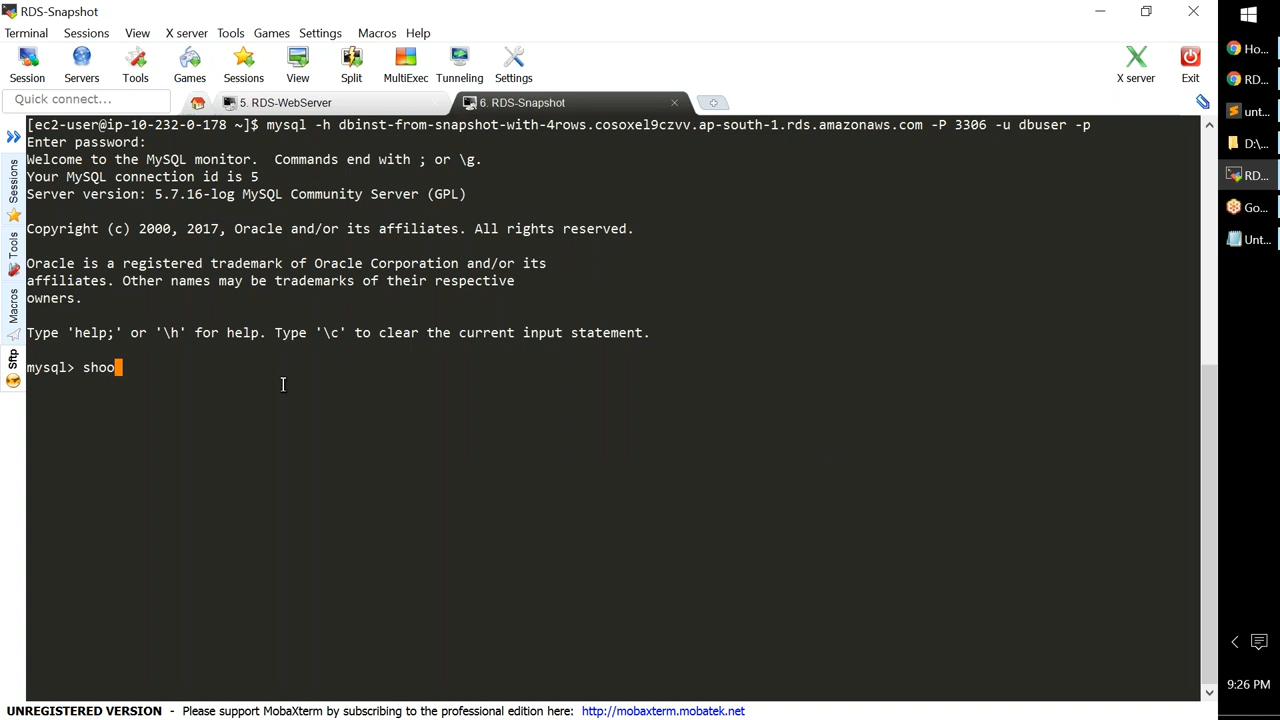 RDS-Snapshot
Terminal Sessions View X server Tools Games Settings Macros Help
Session Servers Tools Games Sessions View Split MultiExec Tunneling Settings X server Exit
Quick connect... 5. RDS-WebServer 6. RDS-Snapshot
[ec2-user@ip-10-232-0-178 ~]$ mysql -h dbinst-from-snapshot-with-4rows.cosoxel9czvv.ap-south-1.rds.amazonaws.com -P 3306 -u dbuser -p
Enter password:
Welcome to the MySQL monitor.  Commands end with ; or \g.
Your MySQL connection id is 5
Server version: 5.7.16-log MySQL Community Server (GPL)
Copyright (c) 2000, 2017, Oracle and/or its affiliates. All rights reserved.
Oracle is a registered trademark of Oracle Corporation and/or its
affiliates. Other names may be trademarks of their respective
owners.
Type 'help;' or '\h' for help. Type '\c' to clear the current input statement.
mysql> shoo
Sessions
Tools
Macros
Sftp
Ho...
RD...
unt...
D:\...
RD...
Go...
Unt...
9:26 PM
UNREGISTERED VERSION - Please support MobaXterm by subscribing to the professional edition here: http://mobaxterm.mobatek.net